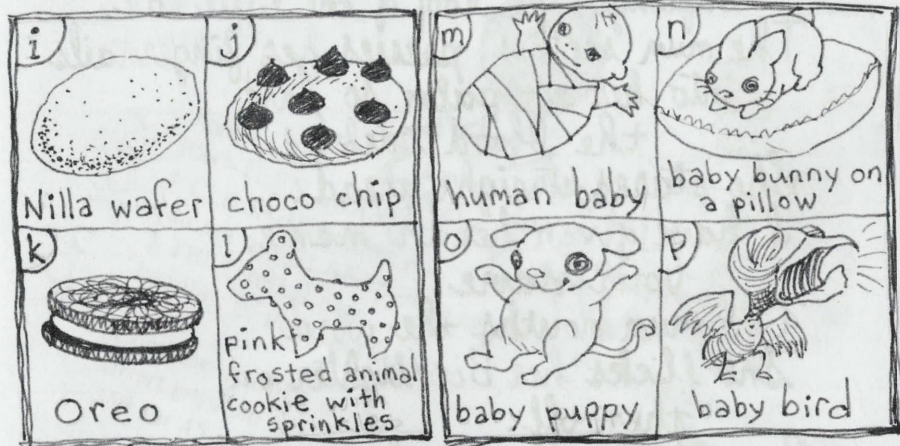 i
j
Nilla wafer
choco chip
k
l
Oreo
pink
frosted animal
cookie with
sprinkles
m
n
human baby
baby bunny on
a pillow
o
p
baby puppy
baby bird